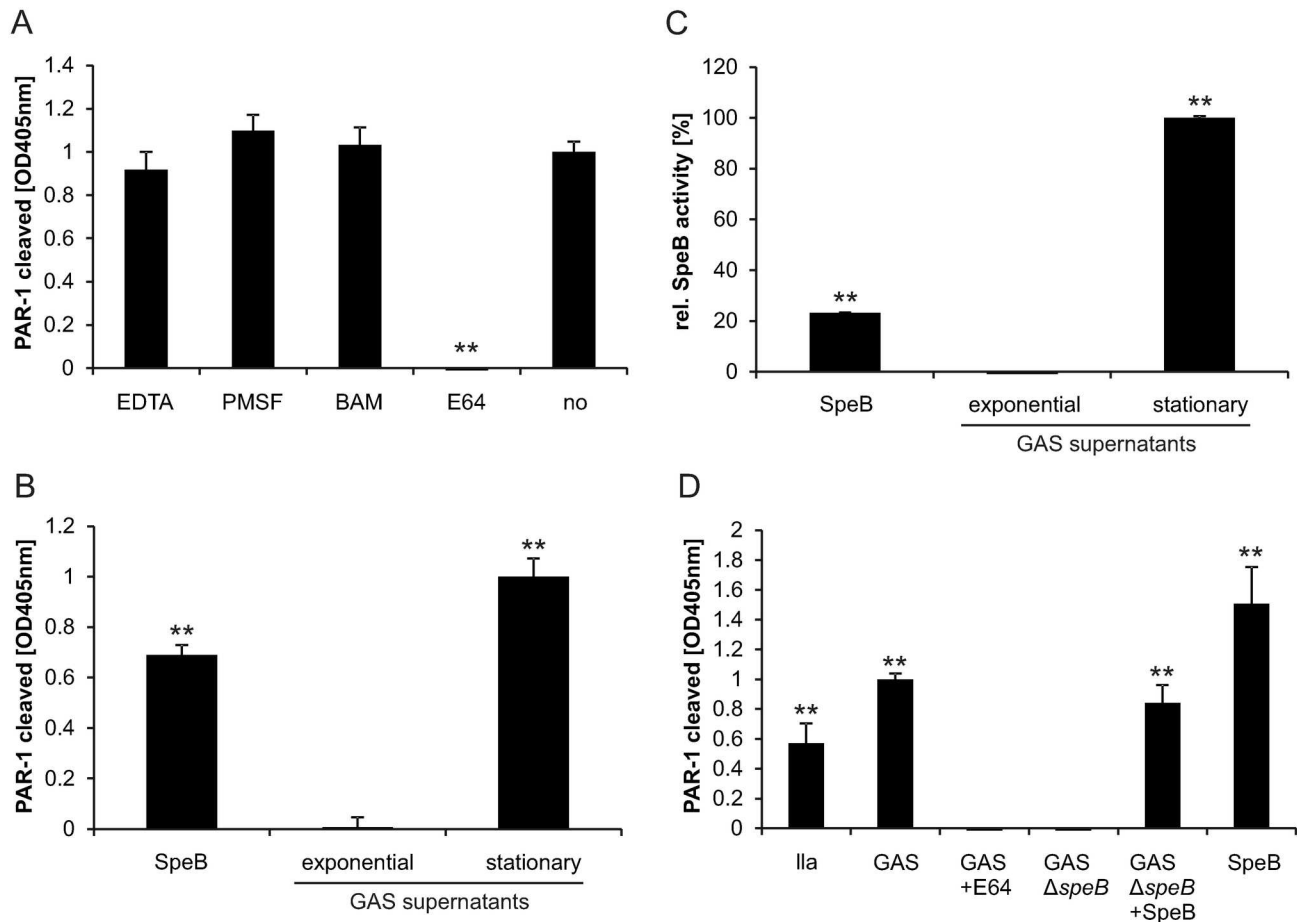 A
PAR-1 cleaved [OD405nm]
1.4
1.2
1
0.8
0.6
0.4
0.2
0
**
EDTA PMSF BAM E64 no
C
rel. SpeB activity [%]
120
100
80
60
40
20
0
**
**
SpeB exponential stationary
GAS supernatants
B
PAR-1 cleaved [OD405nm]
1.2
1
0.8
0.6
0.4
0.2
0
**
**
SpeB exponential stationary
GAS supernatants
D
PAR-1 cleaved [OD405nm]
2
1.8
1.6
1.4
1.2
1
0.8
0.6
0.4
0.2
0
**
**
**
**
IIa GAS GAS GAS GAS SpeB
+E64 ΔspeB ΔspeB
+SpeB